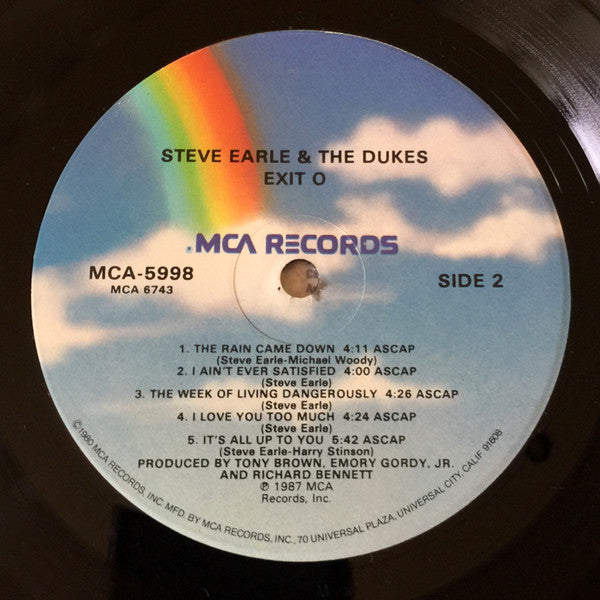 STEVE EARLE & THE DUKES
EXIT O
MCA RECORDS
MCA-5998
MCA 6743
SIDE 2
1. THE RAIN CAME DOWN 4:11 ASCAP
(Steve Earle-Michael Woody)
2. I AIN'T EVER SATISFIED 4:00 ASCAP
(Steve Earle)
3. THE WEEK OF LIVING DANGEROUSLY 4:26 ASCAP
(Steve Earle)
4. I LOVE YOU TOO MUCH 4:24 ASCAP
(Steve Earle)
5. IT'S ALL UP TO YOU 5:42 ASCAP
(Steve Earle-Harry Stinson)
PRODUCED BY TONY BROWN, EMORY GORDY, JR.
AND RICHARD BENNETT
℗ 1987 MCA
Records, Inc.
©1980 MCA RECORDS, INC. MFD. BY MCA RECORDS, INC., 70 UNIVERSAL PLAZA, UNIVERSAL CITY, CALIF. 91608